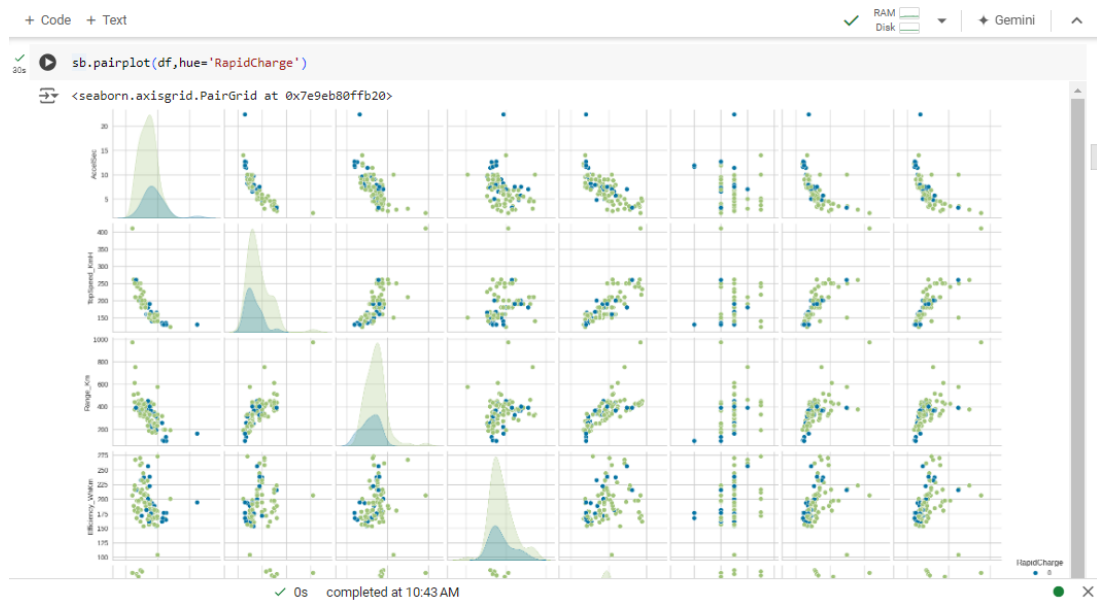 + Code + Text
RAM
Disk
Gemini
30s
sb.pairplot(df,hue='RapidCharge')
<seaborn.axisgrid.PairGrid at 0x7e9eb80ffb20>
AccelSec
20
15
10
5
TopSpeed_KmH
400
350
300
250
200
150
Range_Km
1000
800
600
400
200
Efficiency_WhKm
275
250
225
200
175
150
125
100
RapidCharge
0
0s completed at 10:43 AM